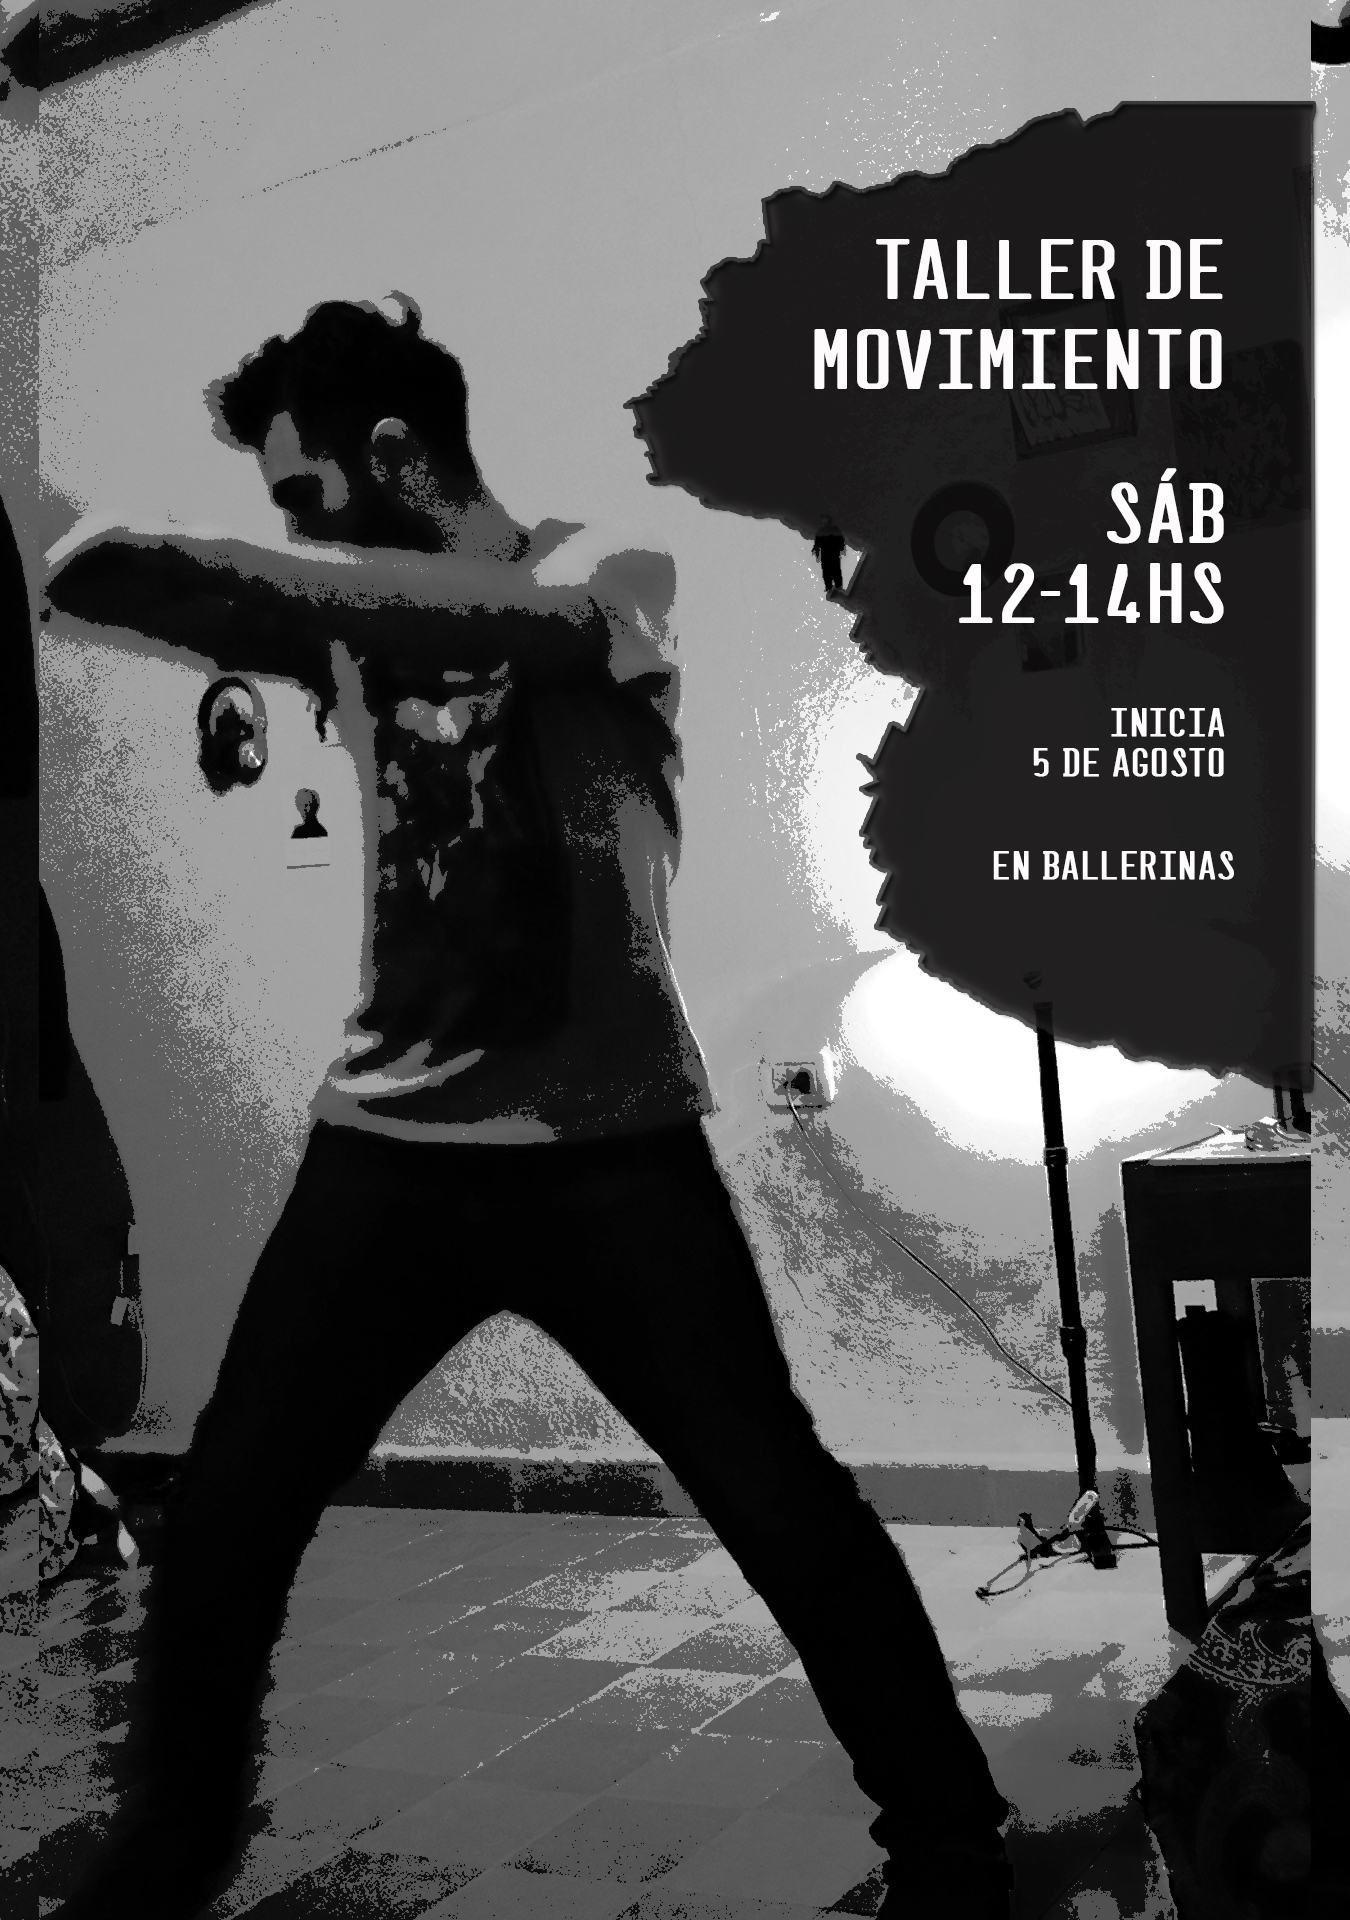 TALLER DE
MOVIMIENTO
SÁB
12-14HS
INICIA
5 DE AGOSTO
EN BALLERINAS